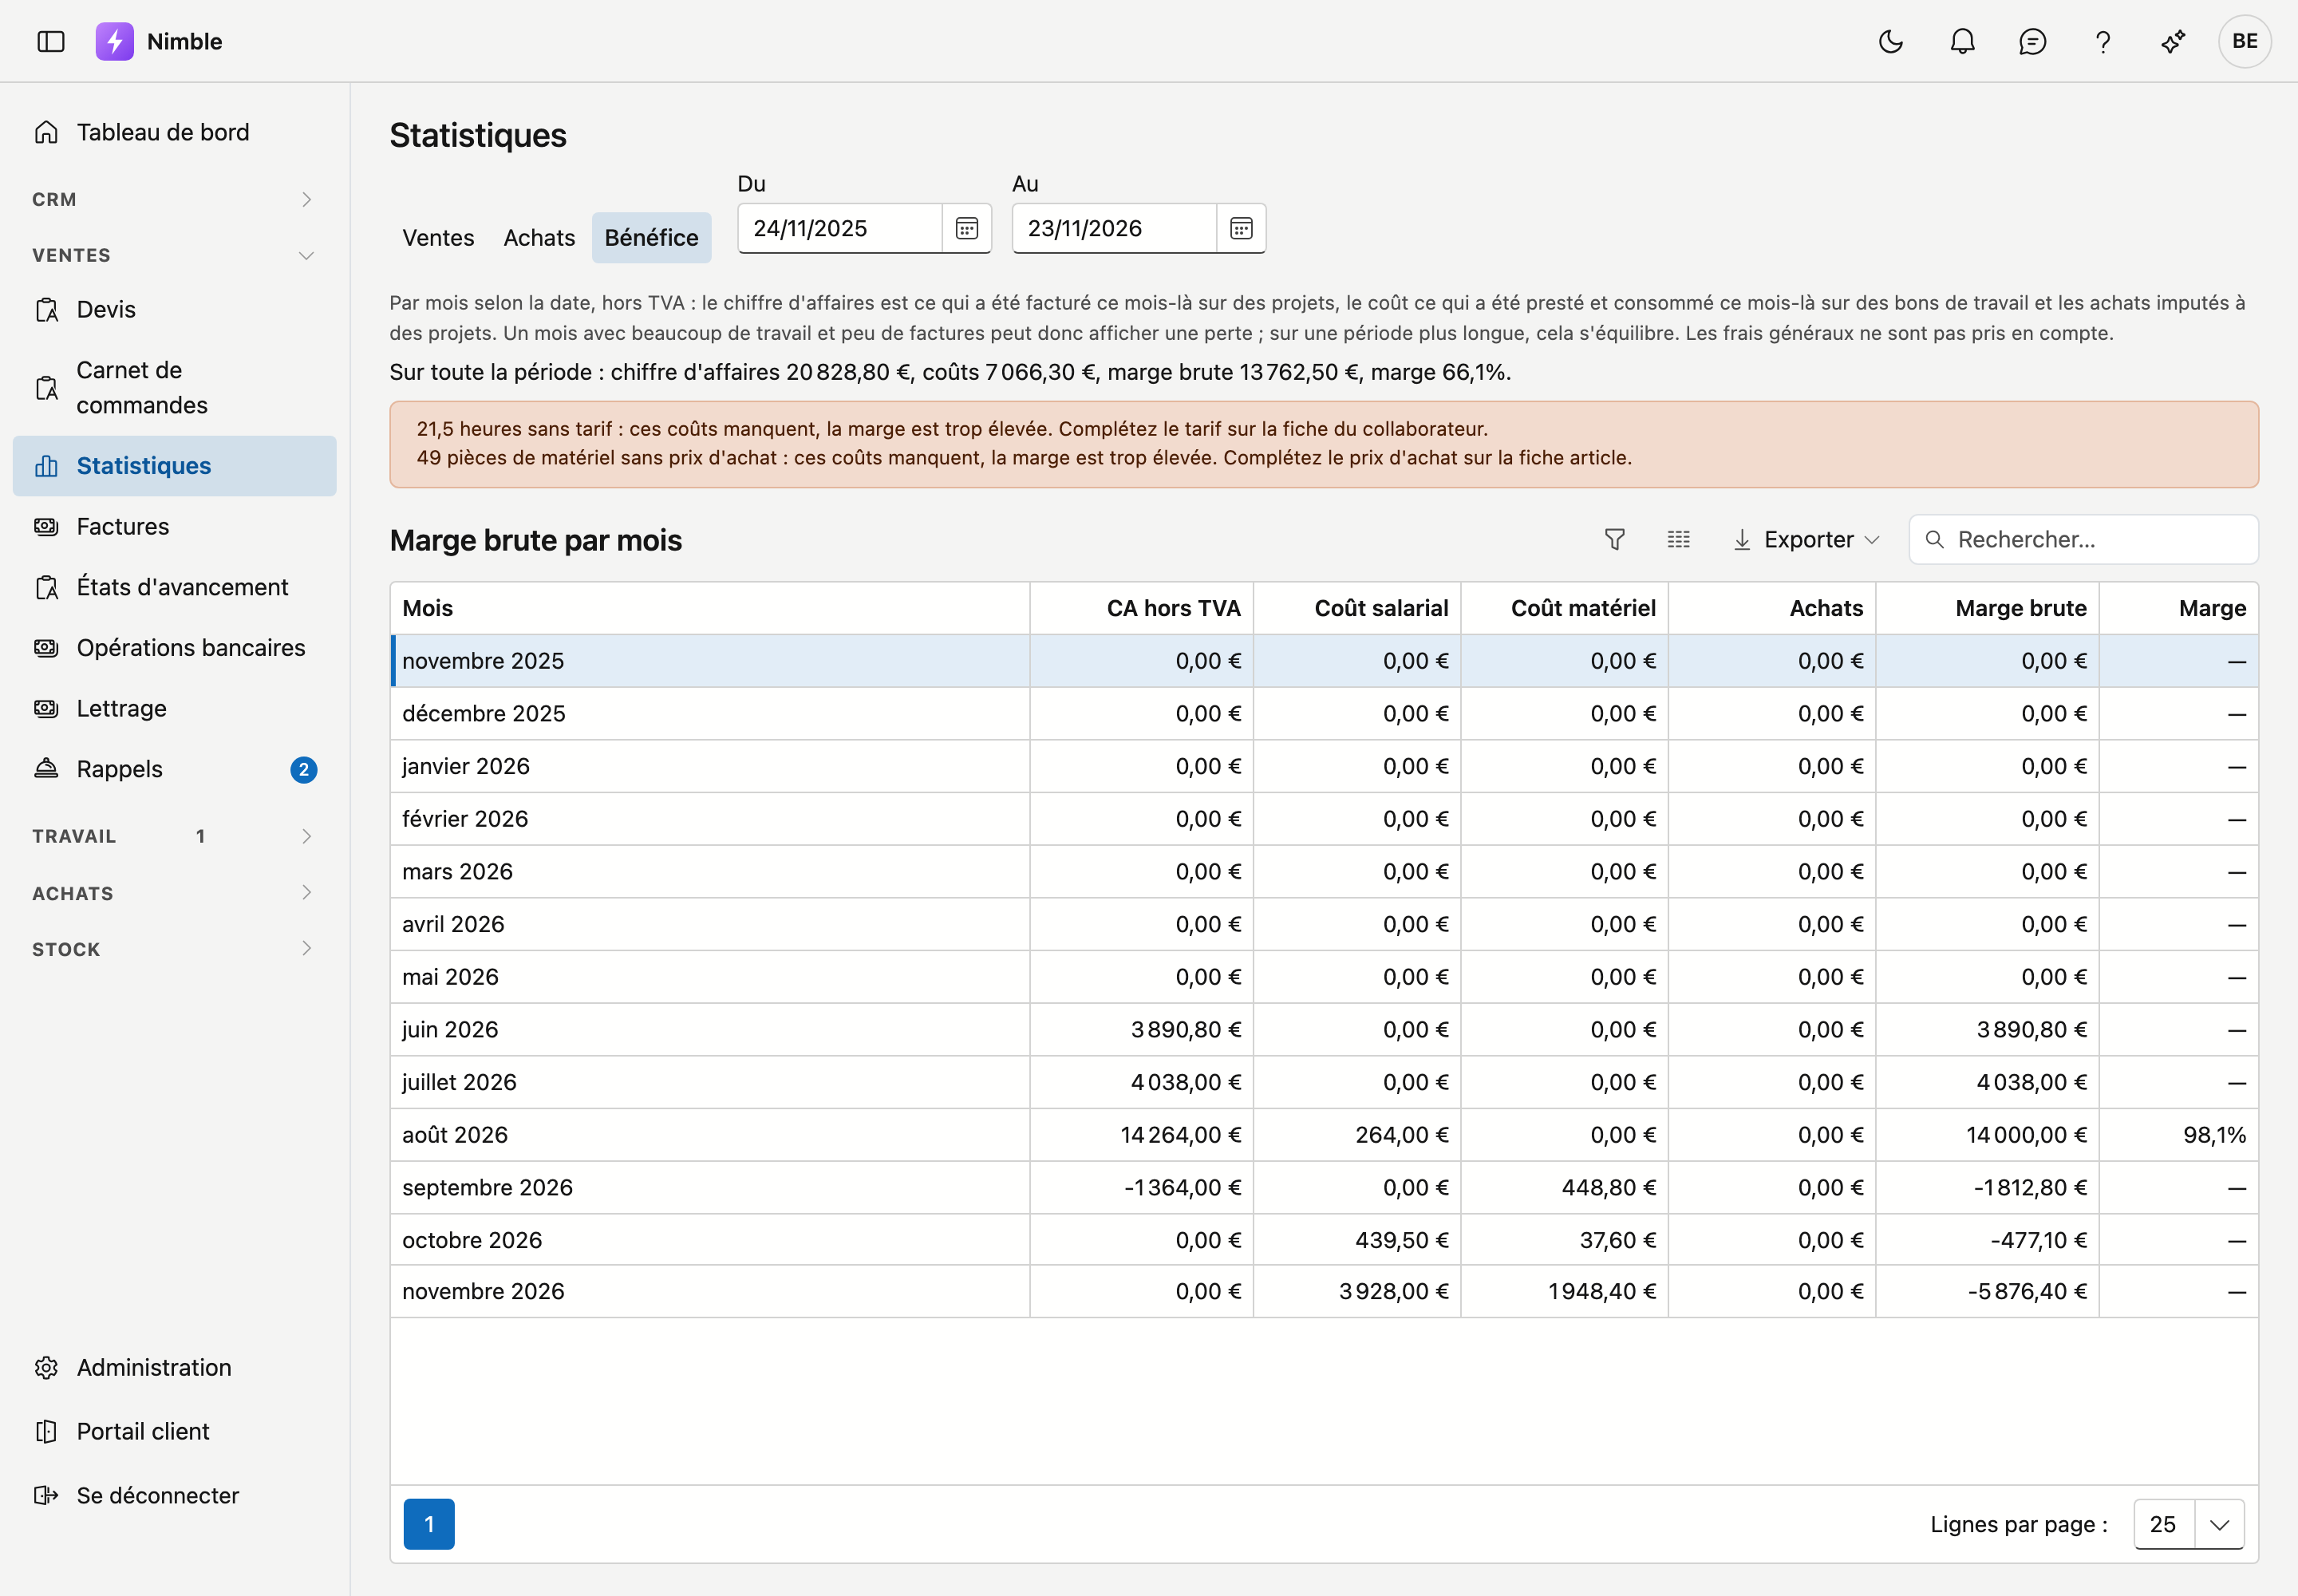 Nimble
BE
Tableau de bord
CRM
VENTES
Devis
Carnet de
commandes
Statistiques
Factures
États d'avancement
Opérations bancaires
Lettrage
Rappels 2
TRAVAIL 1
ACHATS
STOCK
Administration
Portail client
Se déconnecter
Statistiques
Ventes Achats Bénéfice
Du
24/11/2025
Au
23/11/2026
Par mois selon la date, hors TVA : le chiffre d'affaires est ce qui a été facturé ce mois-là sur des projets, le coût ce qui a été presté et consommé ce mois-là sur des bons de travail et les achats imputés à
des projets. Un mois avec beaucoup de travail et peu de factures peut donc afficher une perte ; sur une période plus longue, cela s'équilibre. Les frais généraux ne sont pas pris en compte.
Sur toute la période : chiffre d'affaires 20 828,80 €, coûts 7 066,30 €, marge brute 13 762,50 €, marge 66,1%.
21,5 heures sans tarif : ces coûts manquent, la marge est trop élevée. Complétez le tarif sur la fiche du collaborateur.
49 pièces de matériel sans prix d'achat : ces coûts manquent, la marge est trop élevée. Complétez le prix d'achat sur la fiche article.
Marge brute par mois
Exporter
Rechercher...
Mois CA hors TVA Coût salarial Coût matériel Achats Marge brute Marge
novembre 2025 0,00 € 0,00 € 0,00 € 0,00 € 0,00 € —
décembre 2025 0,00 € 0,00 € 0,00 € 0,00 € 0,00 € —
janvier 2026 0,00 € 0,00 € 0,00 € 0,00 € 0,00 € —
février 2026 0,00 € 0,00 € 0,00 € 0,00 € 0,00 € —
mars 2026 0,00 € 0,00 € 0,00 € 0,00 € 0,00 € —
avril 2026 0,00 € 0,00 € 0,00 € 0,00 € 0,00 € —
mai 2026 0,00 € 0,00 € 0,00 € 0,00 € 0,00 € —
juin 2026 3 890,80 € 0,00 € 0,00 € 0,00 € 3 890,80 € —
juillet 2026 4 038,00 € 0,00 € 0,00 € 0,00 € 4 038,00 € —
août 2026 14 264,00 € 264,00 € 0,00 € 0,00 € 14 000,00 € 98,1%
septembre 2026 -1 364,00 € 0,00 € 448,80 € 0,00 € -1 812,80 € —
octobre 2026 0,00 € 439,50 € 37,60 € 0,00 € -477,10 € —
novembre 2026 0,00 € 3 928,00 € 1 948,40 € 0,00 € -5 876,40 € —
1
Lignes par page : 25